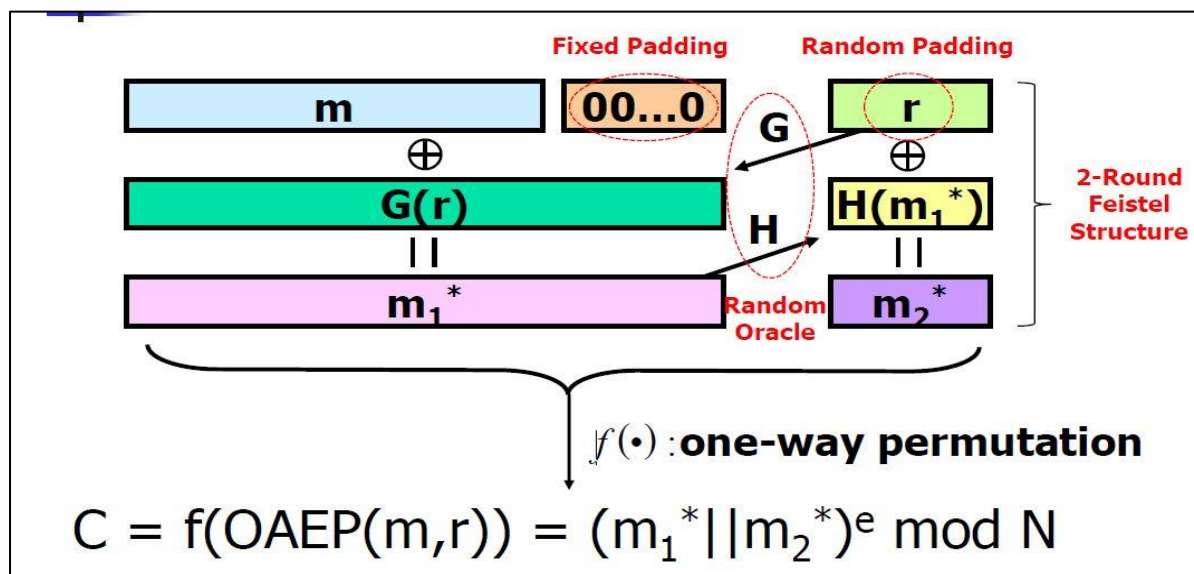 Fixed Padding Random Padding
m 00...0 r
G
⊕ ⊕
G(r) H(m₁*)
2-Round
Feistel
Structure
H
|| ||
m₁* m₂*
Random
Oracle
f(•) : one-way permutation
C = f(OAEP(m,r)) = (m₁*||m₂*)ᵉ mod N